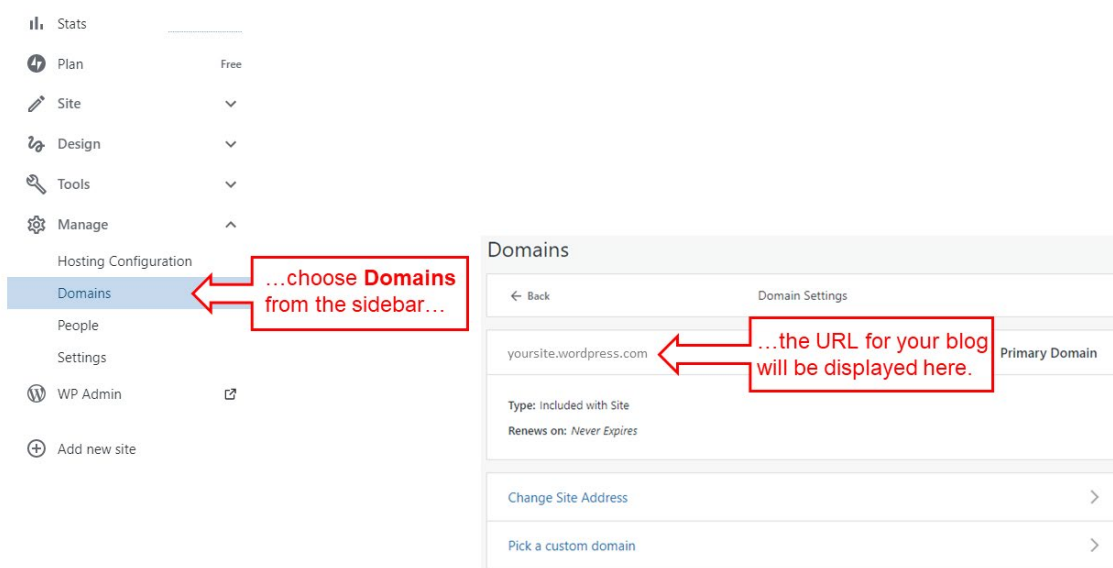 Stats
Plan Free
Site
Design
Tools
Manage
Hosting Configuration
Domains
People
Settings
WP Admin
Add new site
…choose Domains
from the sidebar…
Domains
← Back Domain Settings
yoursite.wordpress.com
…the URL for your blog
will be displayed here.
Primary Domain
Type: Included with Site
Renews on: Never Expires
Change Site Address
Pick a custom domain